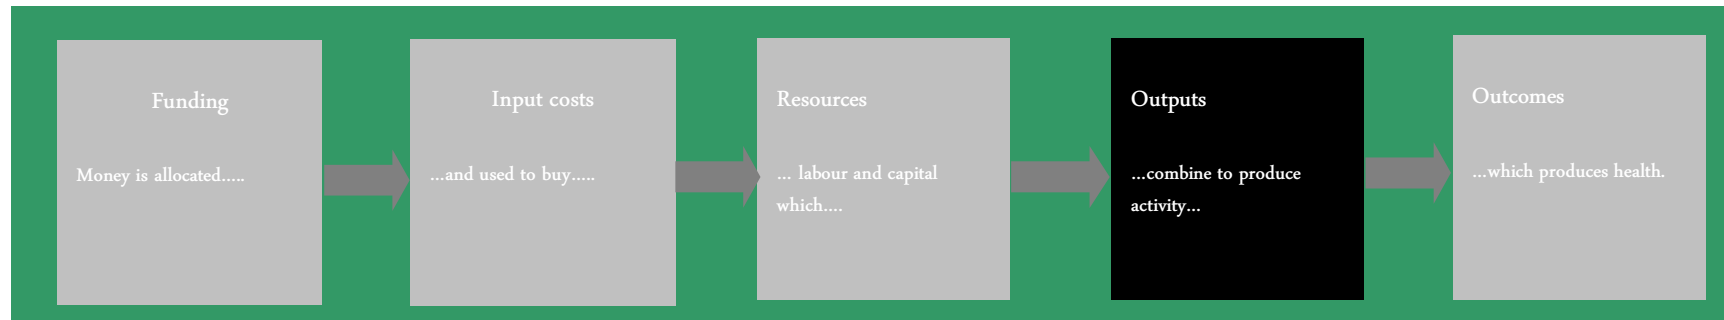 Funding
Money is allocated.....
Input costs
...and used to buy.....
Resources
... labour and capital
which....
Outputs
...combine to produce
activity...
Outcomes
...which produces health.